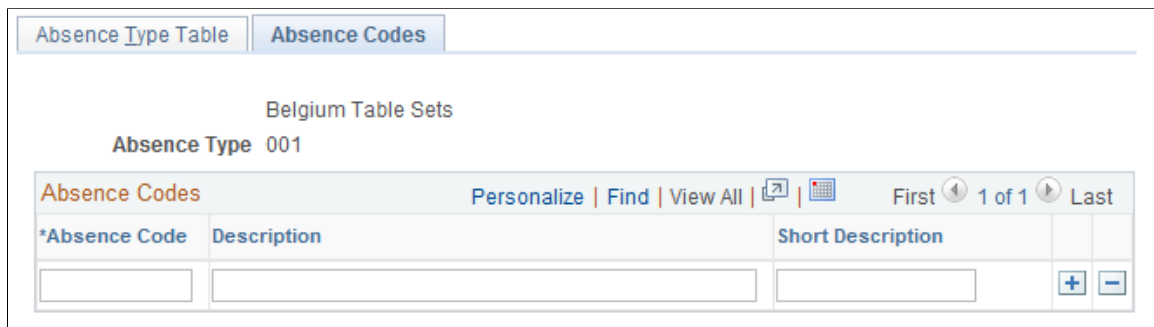 Absence Type Table Absence Codes
Belgium Table Sets
Absence Type 001
Absence Codes Personalize | Find | View All | | First 1 of 1 Last
*Absence Code Description Short Description